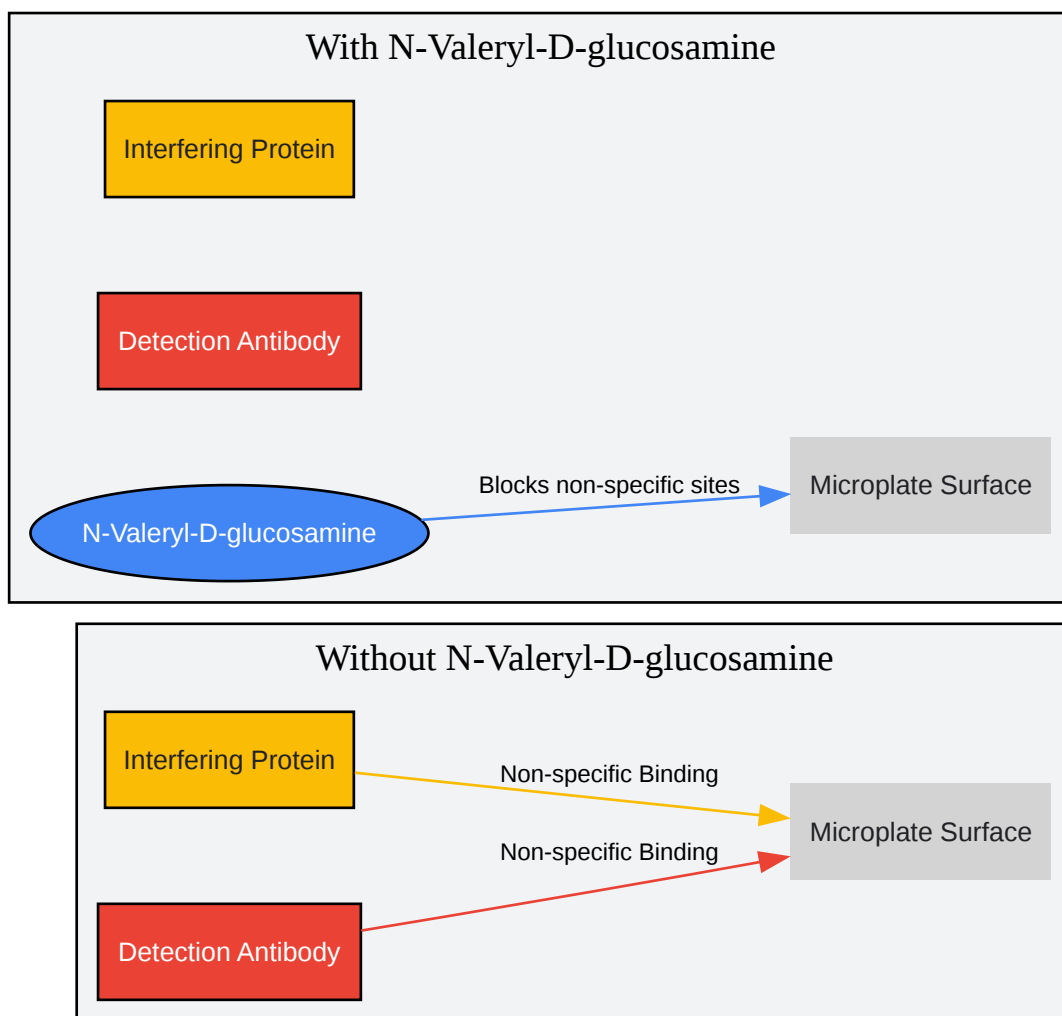 With N-Valeryl-D-glucosamine
Interfering Protein
Detection Antibody
Blocks non-specific sites
Microplate Surface
N-Valeryl-D-glucosamine
Without N-Valeryl-D-glucosamine
Interfering Protein
Non-specific Binding
Microplate Surface
Non-specific Binding
Detection Antibody